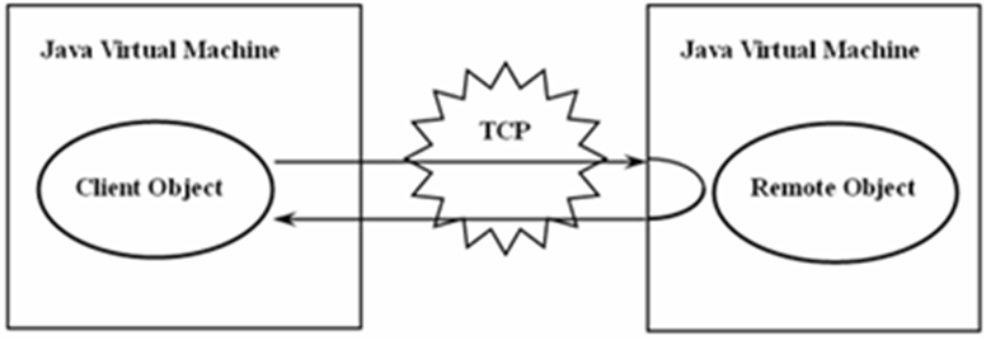 Java Virtual Machine
Java Virtual Machine
TCP
Client Object
Remote Object